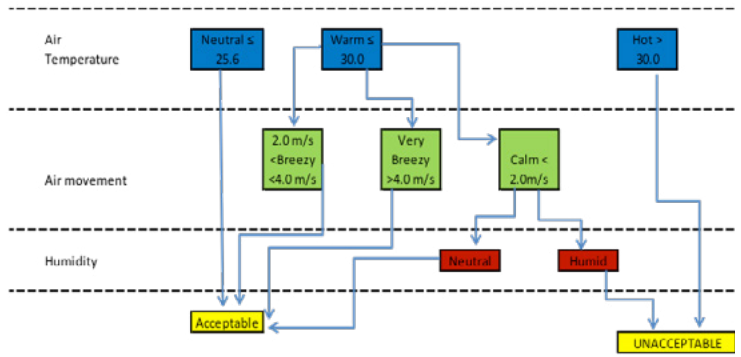 Air
Temperature
Neutral ≤
25.6
Warm ≤
30.0
Hot >
30.0
Air movement
2.0 m/s
<Breezy
<4.0 m/s
Very
Breezy
>4.0 m/s
Calm <
2.0m/s
Humidity
Neutral
Humid
Acceptable
UNACCEPTABLE